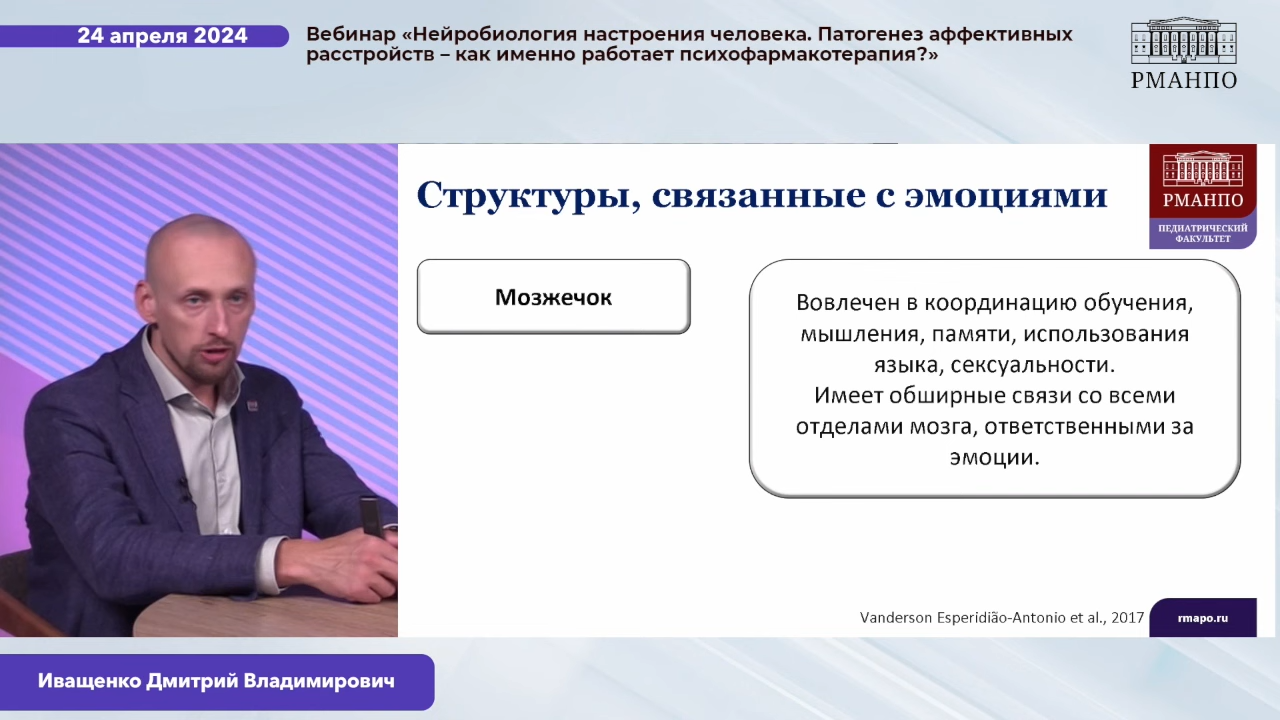 24 апреля 2024
Вебинар «Нейробиология настроения человека. Патогенез аффективных
расстройств – как именно работает психофармакотерапия?»
РМАНПО
Структуры, связанные с эмоциями
РМАНПО
ПЕДИАТРИЧЕСКИЙ
ФАКУЛЬТЕТ
Мозжечок
Вовлечен в координацию обучения,
мышления, памяти, использования
языка, сексуальности.
Имеет обширные связи со всеми
отделами мозга, ответственными за
эмоции.
Vanderson Esperidião-Antonio et al., 2017
rmapo.ru
Иващенко Дмитрий Владимирович